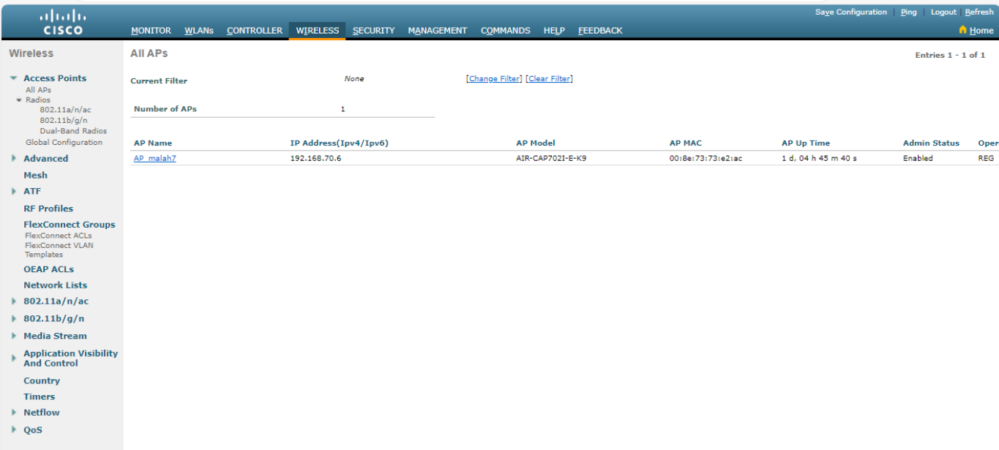 Save Configuration | Ping | Logout | Refresh
CISCO
MONITOR WLANs CONTROLLER WIRELESS SECURITY MANAGEMENT COMMANDS HELP FEEDBACK
Home
Wireless
Access Points
All APs
Radios
802.11a/n/ac
802.11b/g/n
Dual-Band Radios
Global Configuration
Advanced
Mesh
ATF
RF Profiles
FlexConnect Groups
FlexConnect ACLs
FlexConnect VLAN
Templates
OEAP ACLs
Network Lists
802.11a/n/ac
802.11b/g/n
Media Stream
Application Visibility
And Control
Country
Timers
Netflow
QoS
All APs
Entries 1 - 1 of 1
Current Filter None [Change Filter] [Clear Filter]
Number of APs 1
AP Name IP Address(Ipv4/Ipv6) AP Model AP MAC AP Up Time Admin Status Oper
AP_malah7 192.168.70.6 AIR-CAP702I-E-K9 00:8e:73:73:e2:ac 1 d, 04 h 45 m 40 s Enabled REG